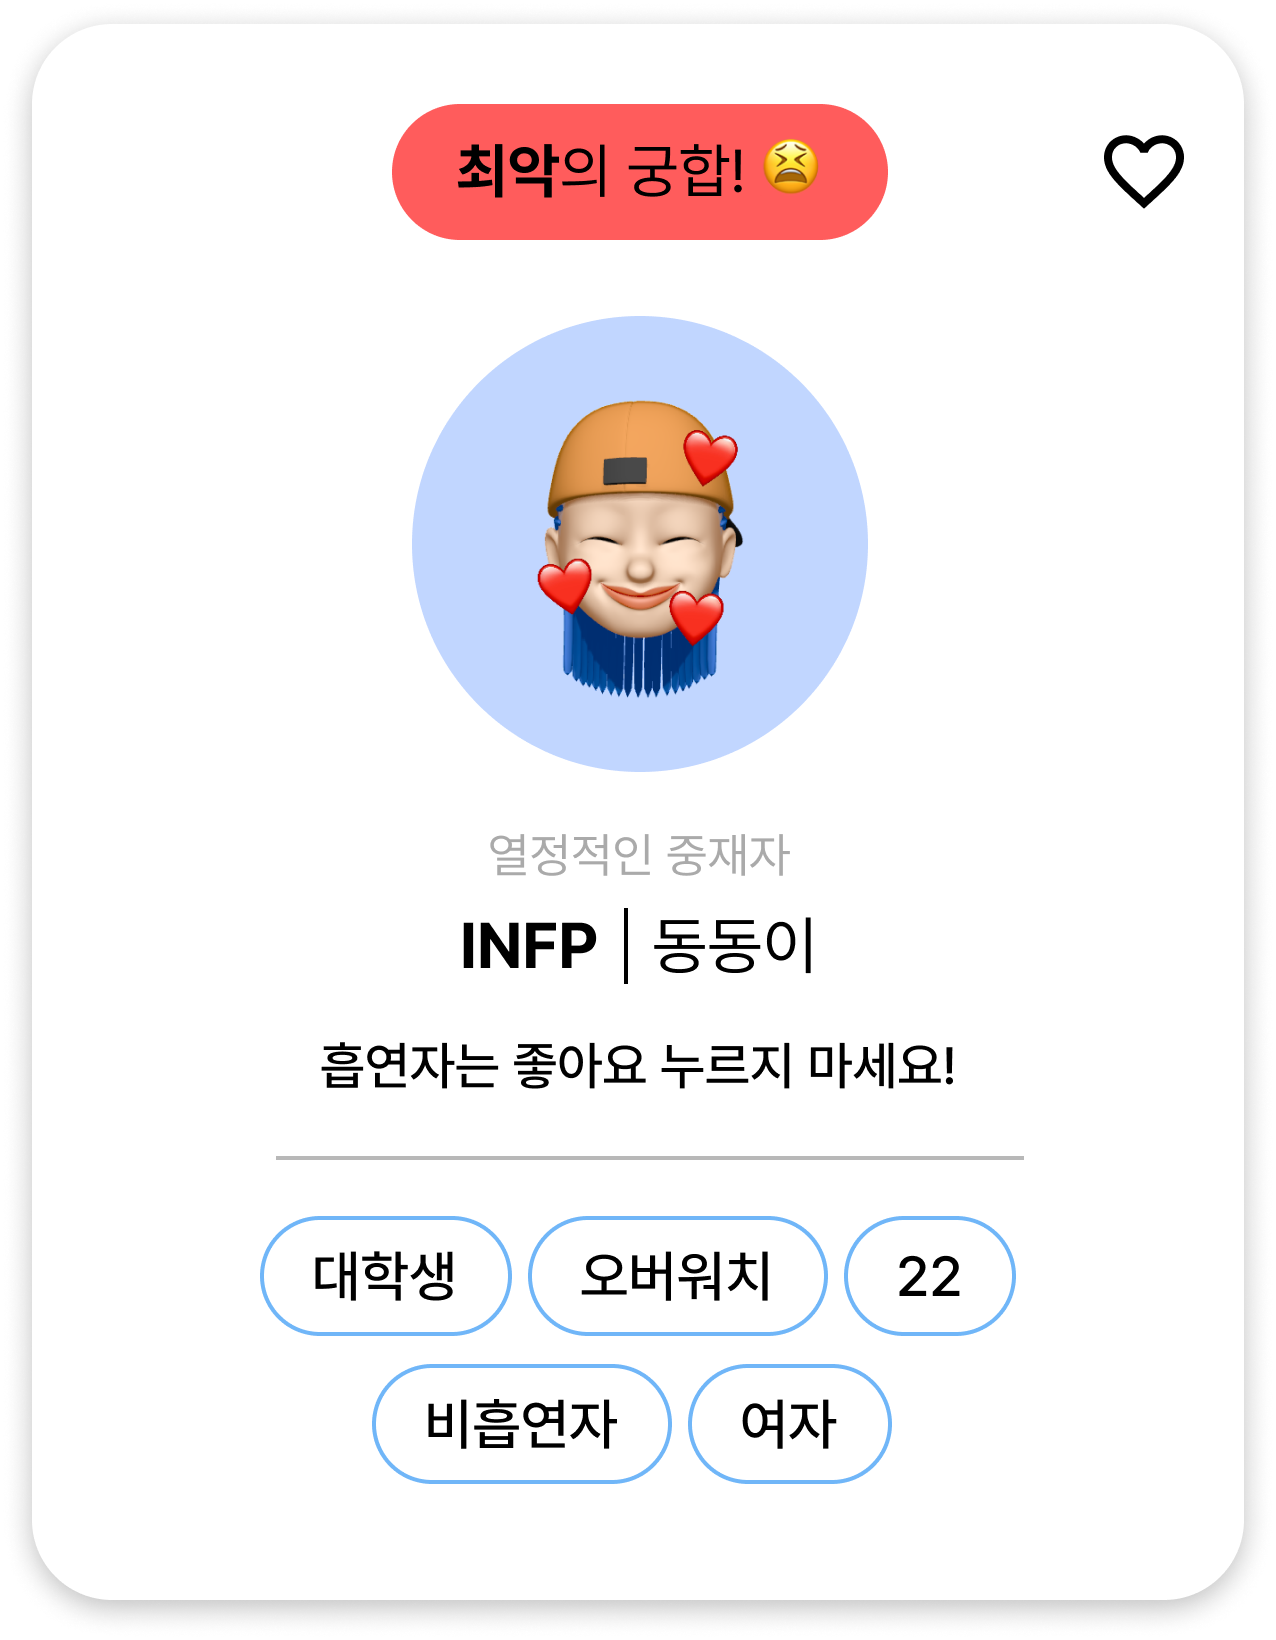 최악의 궁합! 😫
열정적인 중재자
INFP | 동동이
흡연자는 좋아요 누르지 마세요!
대학생 오버워치 22
비흡연자 여자